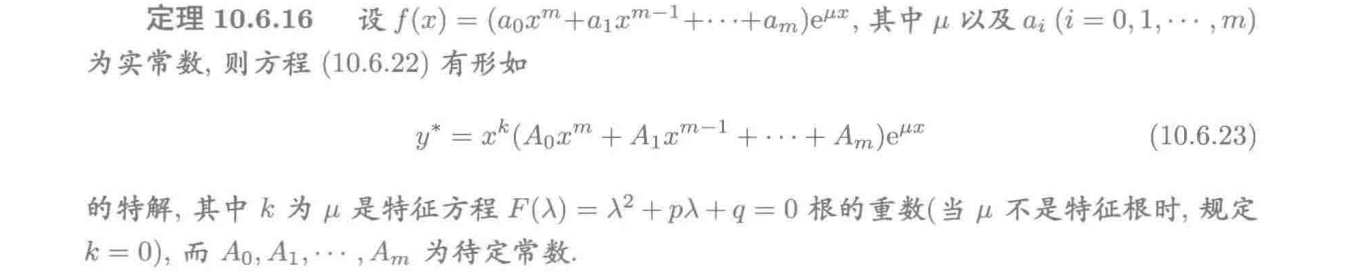 定理 10.6.16 设 f(x) = (a₀xᵐ+a₁xᵐ⁻¹+⋯+aₘ)e^{μx}, 其中 μ 以及 aᵢ (i = 0, 1, ⋯ , m)
为实常数, 则方程 (10.6.22) 有形如
y* = xᵏ(A₀xᵐ + A₁xᵐ⁻¹ + ⋯ + Aₘ)e^{μx} (10.6.23)
的特解, 其中 k 为 μ 是特征方程 F(λ) = λ² + pλ + q = 0 根的重数(当 μ 不是特征根时, 规定
k = 0), 而 A₀, A₁, ⋯ , Aₘ 为待定常数.